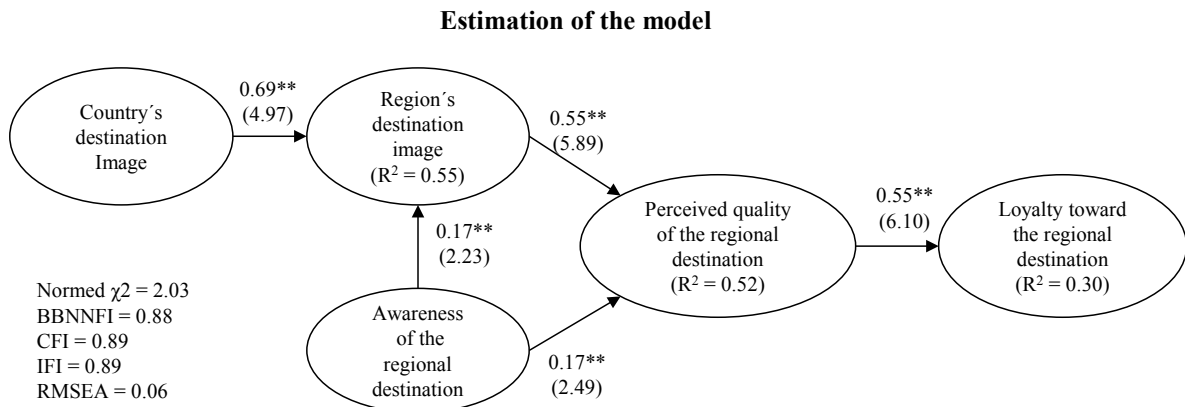 Estimation of the model
Country´s
destination
Image
0.69**
(4.97)
Region´s
destination
image
(R² = 0.55)
0.55**
(5.89)
0.17**
(2.23)
Perceived quality
of the regional
destination
(R² = 0.52)
0.55**
(6.10)
Loyalty toward
the regional
destination
(R² = 0.30)
Normed χ2 = 2.03
BBNNFI = 0.88
CFI = 0.89
IFI = 0.89
RMSEA = 0.06
Awareness
of the
regional
destination
0.17**
(2.49)